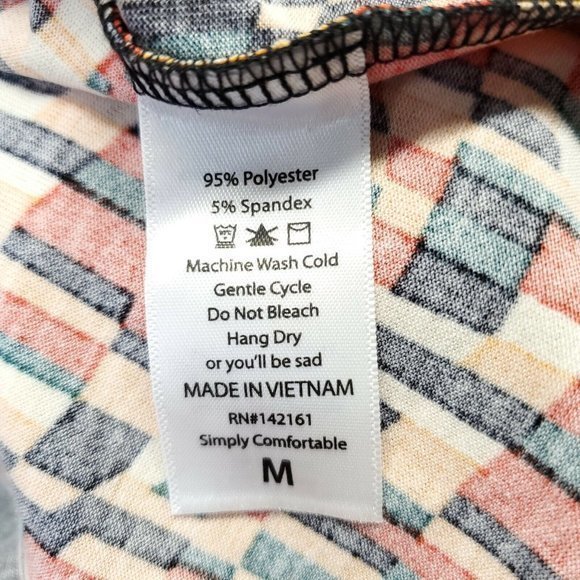 95% Polyester
5% Spandex
Machine Wash Cold
Gentle Cycle
Do Not Bleach
Hang Dry
or you'll be sad
MADE IN VIETNAM
RN#142161
Simply Comfortable
M